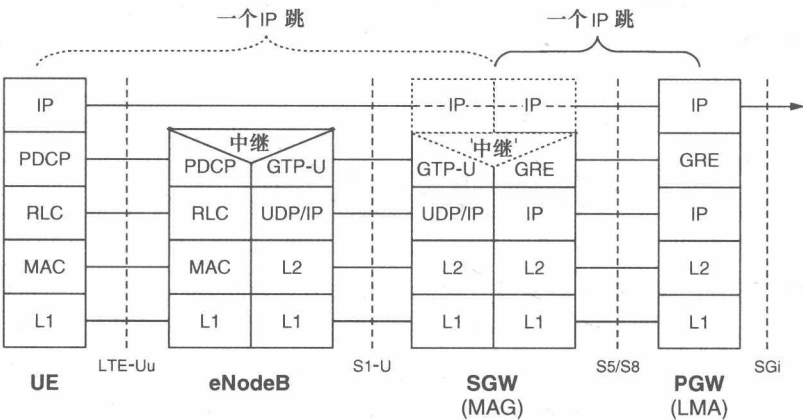 一个IP 跳
一个IP 跳
IP
IP
IP
IP
中继
'中继'
PDCP
PDCP
GTP-U
GTP-U
GRE
GRE
RLC
RLC
UDP/IP
UDP/IP
IP
IP
MAC
MAC
L2
L2
L2
L2
L1
L1
L1
L1
L1
L1
LTE-Uu
S1-U
S5/S8
SGi
UE
eNodeB
SGW
PGW
(MAG)
(LMA)